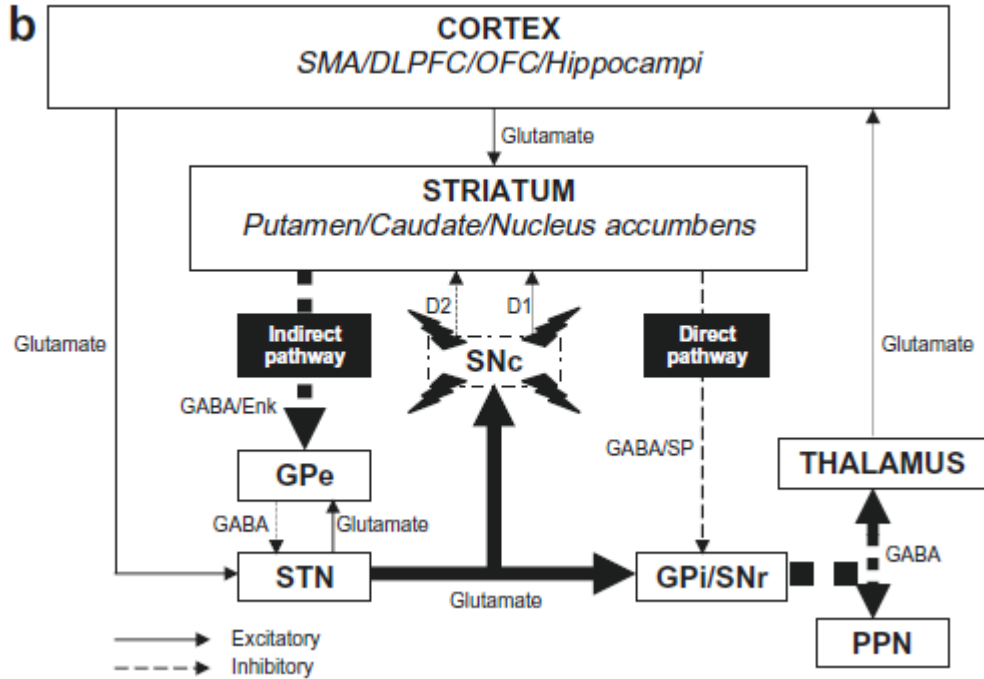 b
CORTEX
SMA/DLPFC/OFC/Hippocampi
Glutamate
STRIATUM
Putamen/Caudate/Nucleus accumbens
D2
D1
Glutamate
Indirect
pathway
SNc
Direct
pathway
Glutamate
GABA/Enk
GABA/SP
THALAMUS
GPe
GABA
Glutamate
GABA
STN
GPi/SNr
Glutamate
PPN
Excitatory
Inhibitory